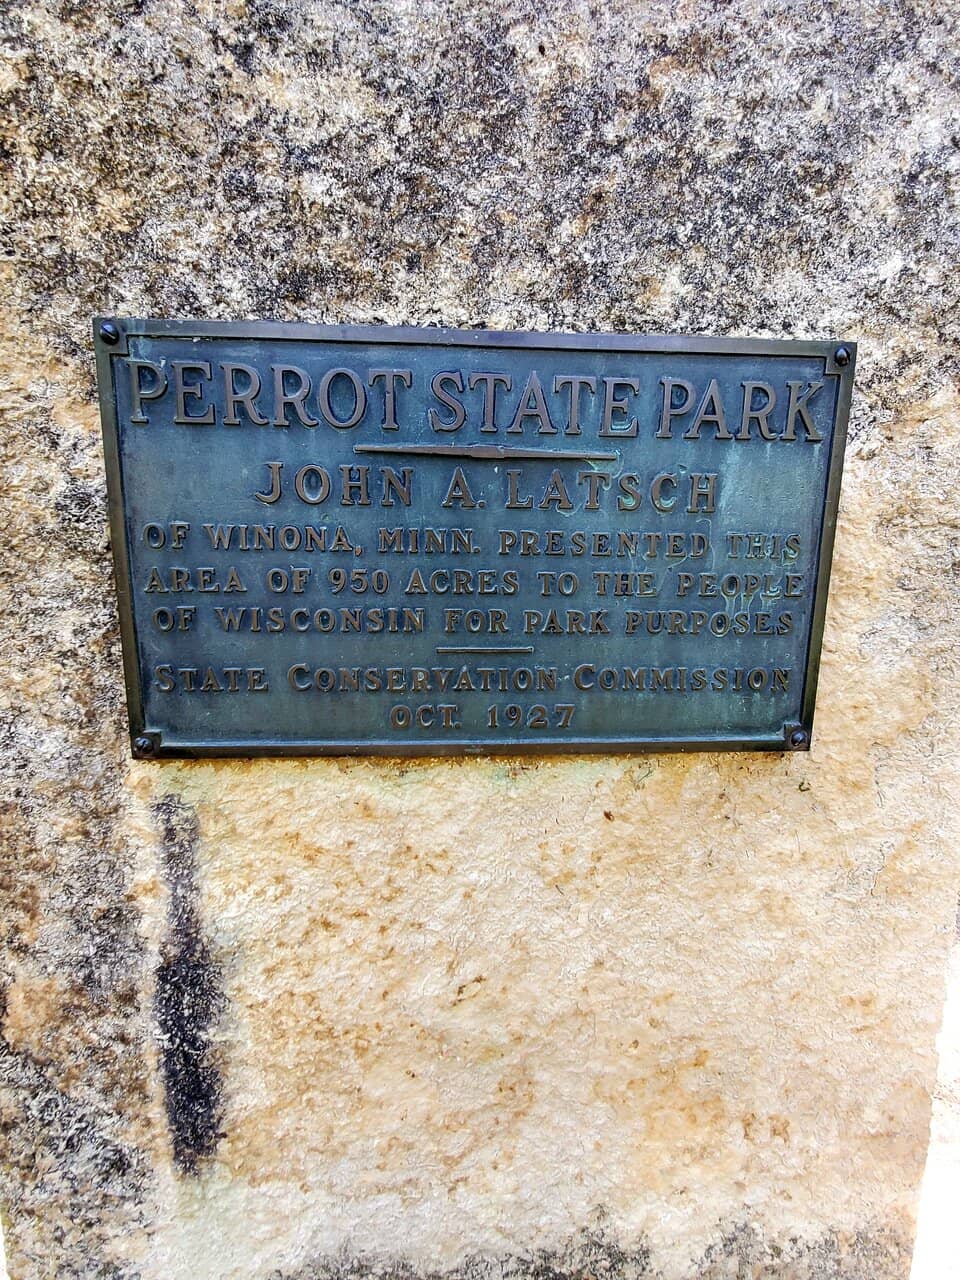 PERROT STATE PARK
JOHN A. LATSCH
OF WINONA, MINN. PRESENTED THIS
AREA OF 950 ACRES TO THE PEOPLE
OF WISCONSIN FOR PARK PURPOSES
STATE CONSERVATION COMMISSION
OCT. 1927